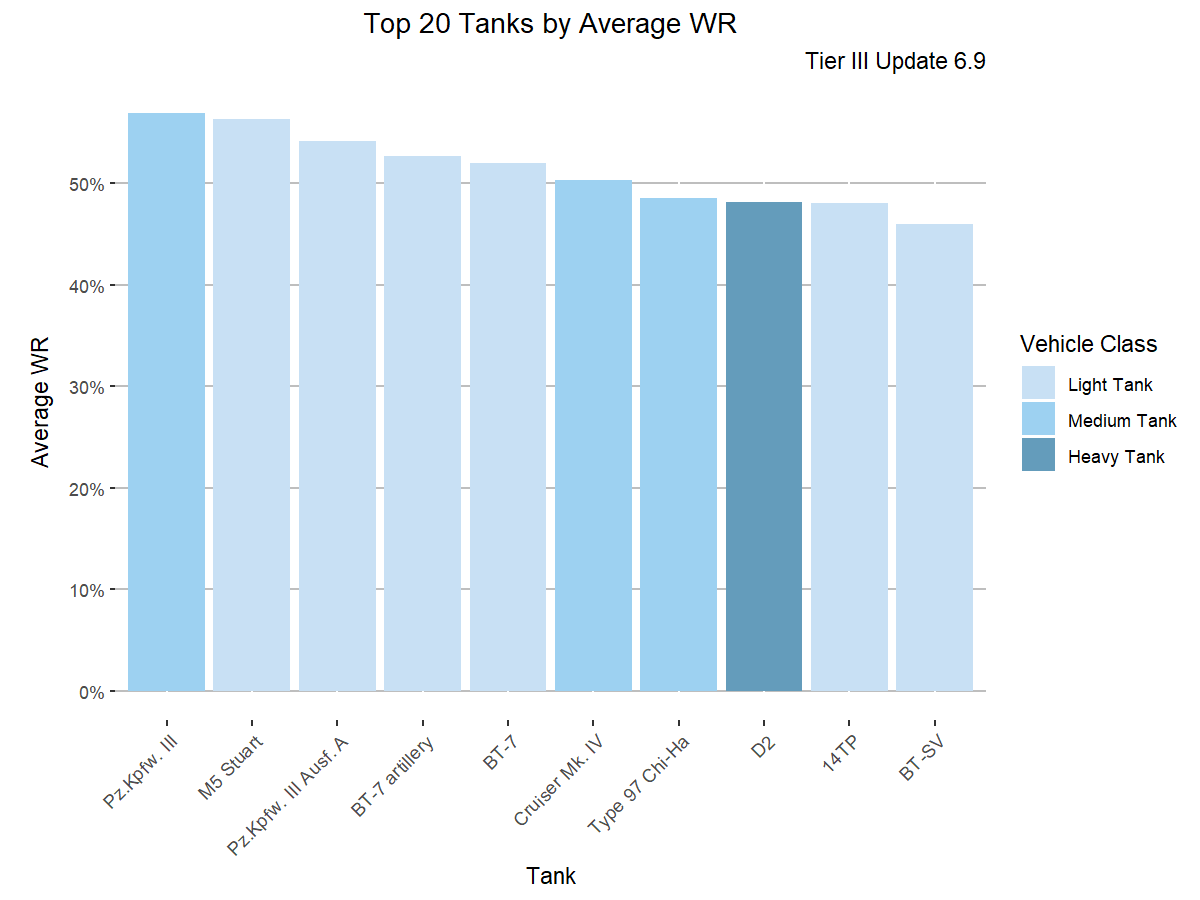 Top 20 Tanks by Average WR
Tier III Update 6.9
Average WR
50%
40%
30%
20%
10%
0%
Pz.Kpfw. III
M5 Stuart
Pz.Kpfw. III Ausf. A
BT-7 artillery
BT-7
Cruiser Mk. IV
Type 97 Chi-Ha
D2
14TP
BT-SV
Tank
Vehicle Class
Light Tank
Medium Tank
Heavy Tank